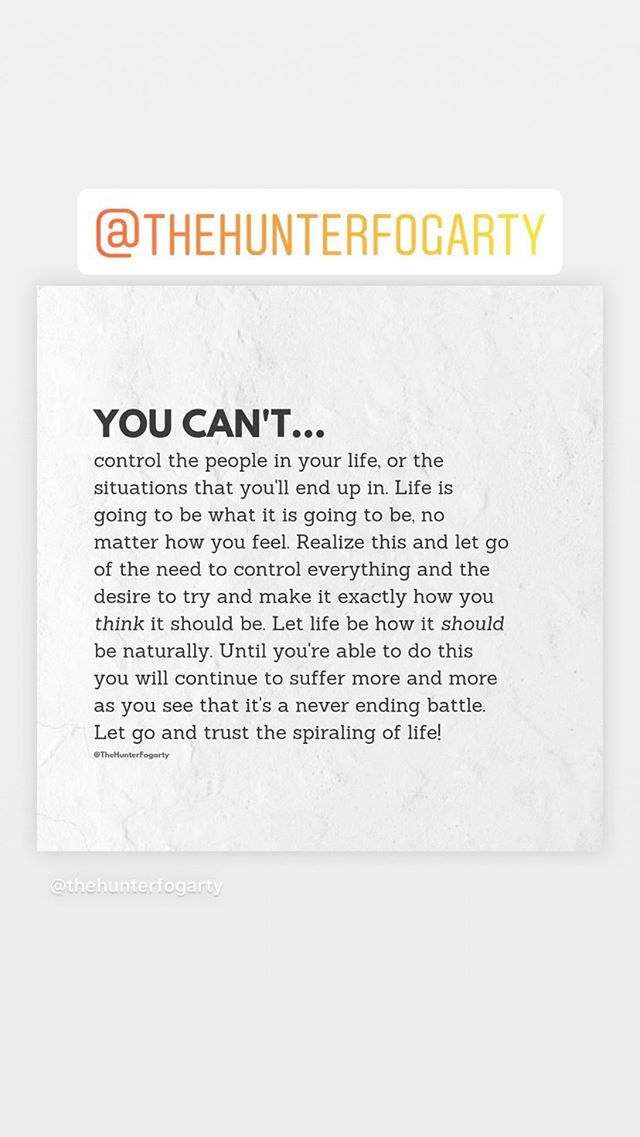 @THEHUNTERFOGARTY
YOU CAN'T...
control the people in your life, or the
situations that you'll end up in. Life is
going to be what it is going to be, no
matter how you feel. Realize this and let go
of the need to control everything and the
desire to try and make it exactly how you
think it should be. Let life be how it should
be naturally. Until you're able to do this
you will continue to suffer more and more
as you see that it's a never ending battle.
Let go and trust the spiraling of life!
@TheHunterFogarty
@thehunterfogarty